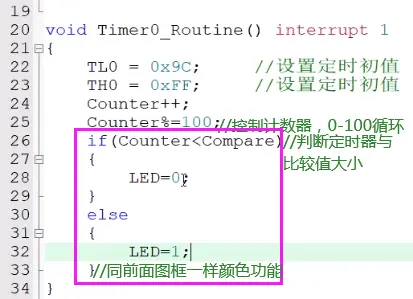 19
20 void Timer0_Routine() interrupt 1
21 {
22 TL0 = 0x9C; //设置定时初值
23 TH0 = 0xFF; //设置定时初值
24 Counter++;
25 Counter%=100;//控制计数器，0-100循环
26 if(Counter<Compare)//判断定时器与
比较值大小
27 {
28 LED=0;
29 }
30 else
31 {
32 LED=1;
33 }//同前面图框一样颜色功能
34 }